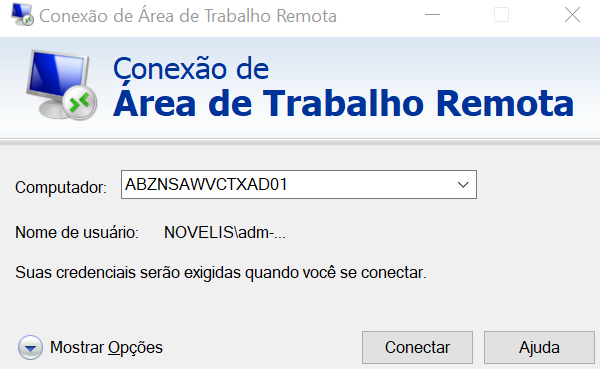 Conexão de Área de Trabalho Remota
Conexão de
Área de Trabalho Remota
Computador: ABZNSAWVCTXAD01
Nome de usuário: NOVELIS\adm-...
Suas credenciais serão exigidas quando você se conectar.
Mostrar Opções Conectar Ajuda